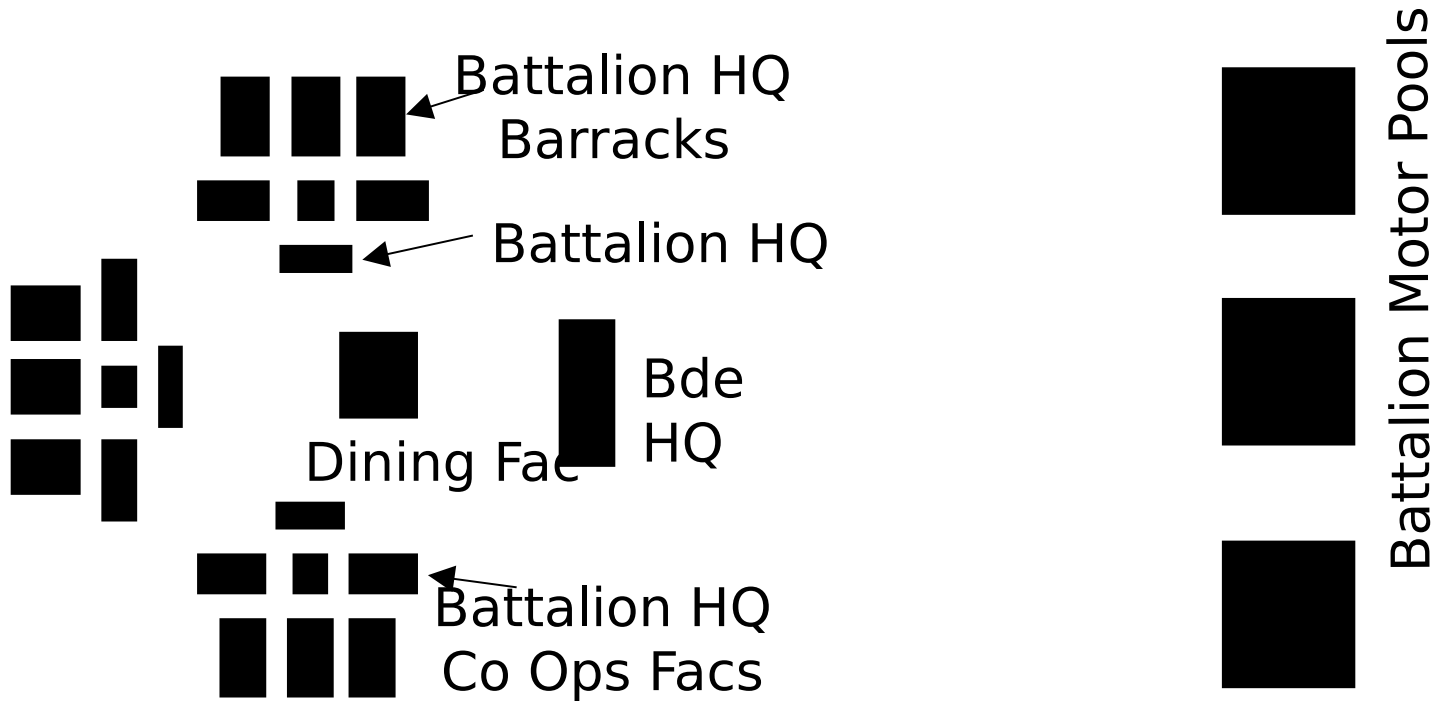 Battalion HQ
Barracks
Battalion HQ
Bde
HQ
Dining Fac
Battalion HQ
Co Ops Facs
Battalion Motor Pools